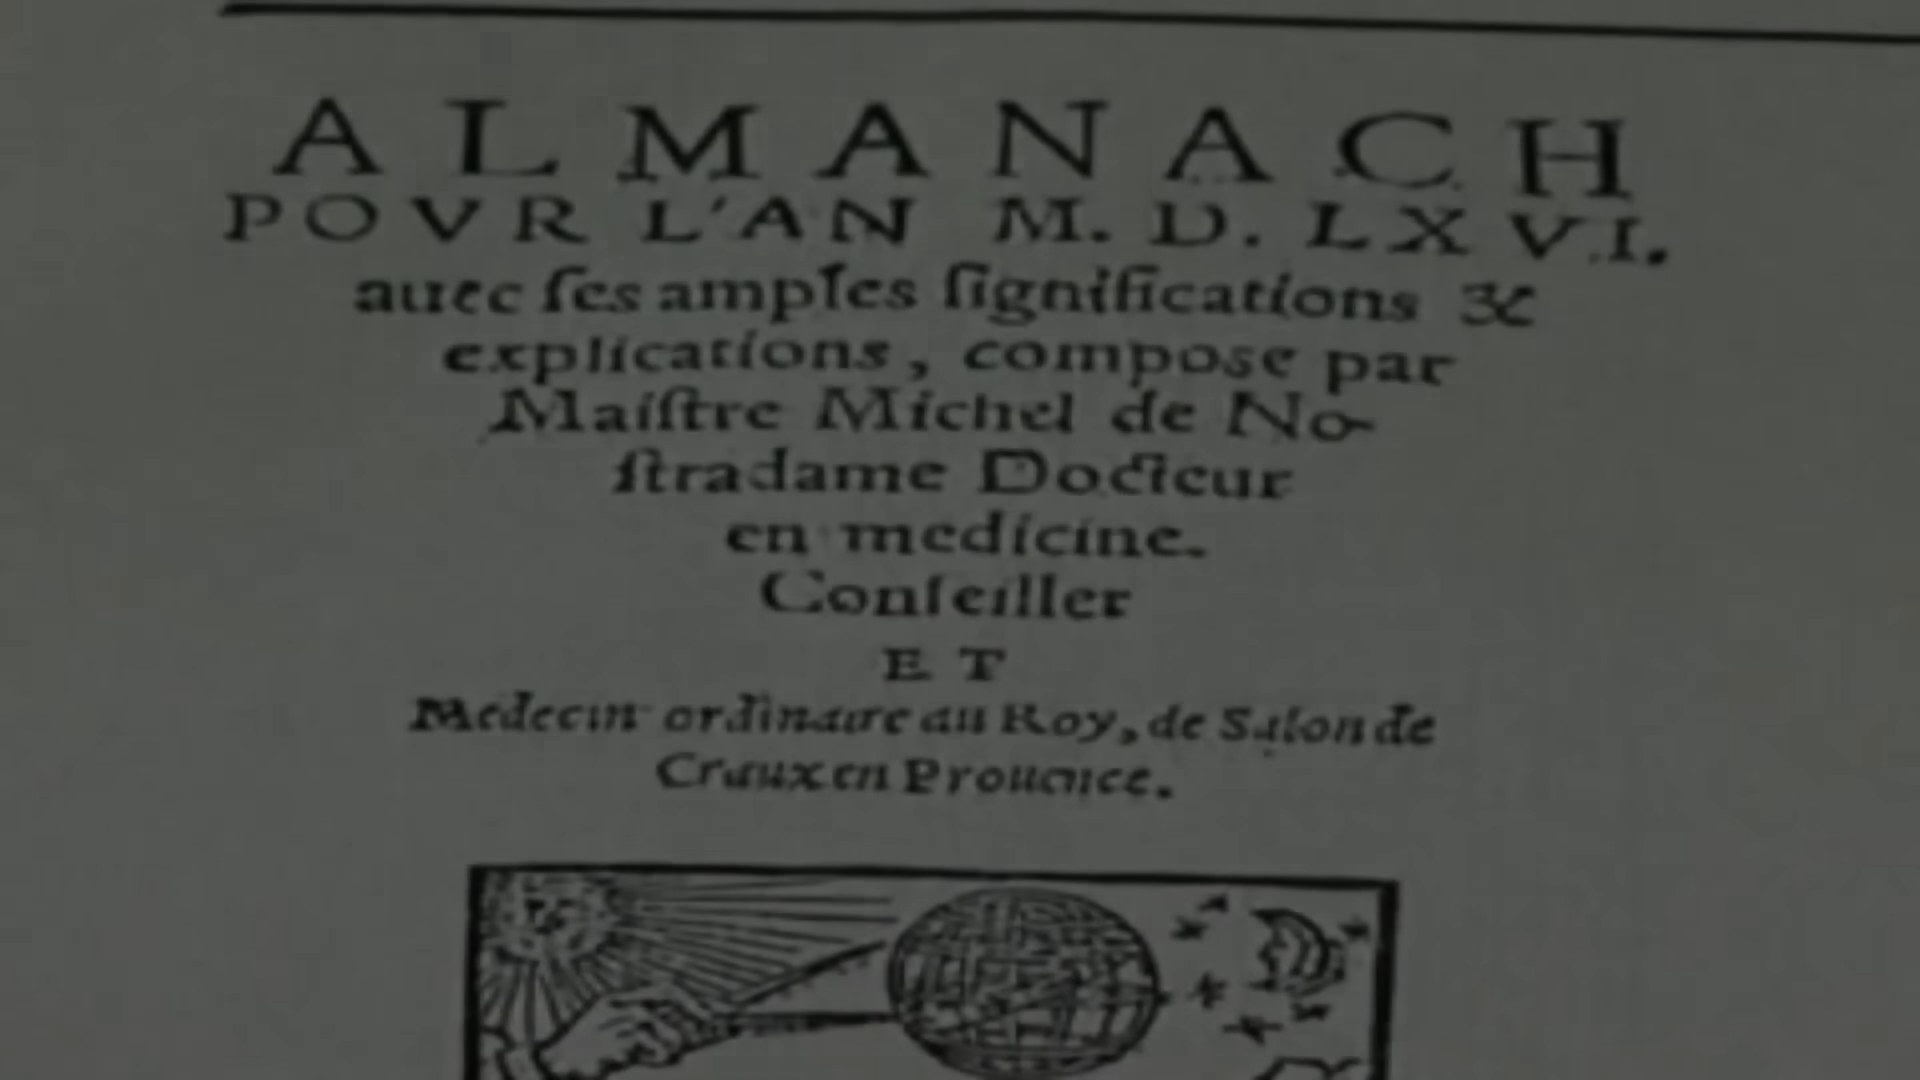 ALMANACH
POVR L'AN M. D. LXVI.
auec ſes amples ſignifications &
explications, compose par
Maiſtre Michel de No-
ſtradame Docteur
en medicine.
Conſeiller
ET
Medecin ordinaire au Roy, de Salon de
Craux en Prouence.